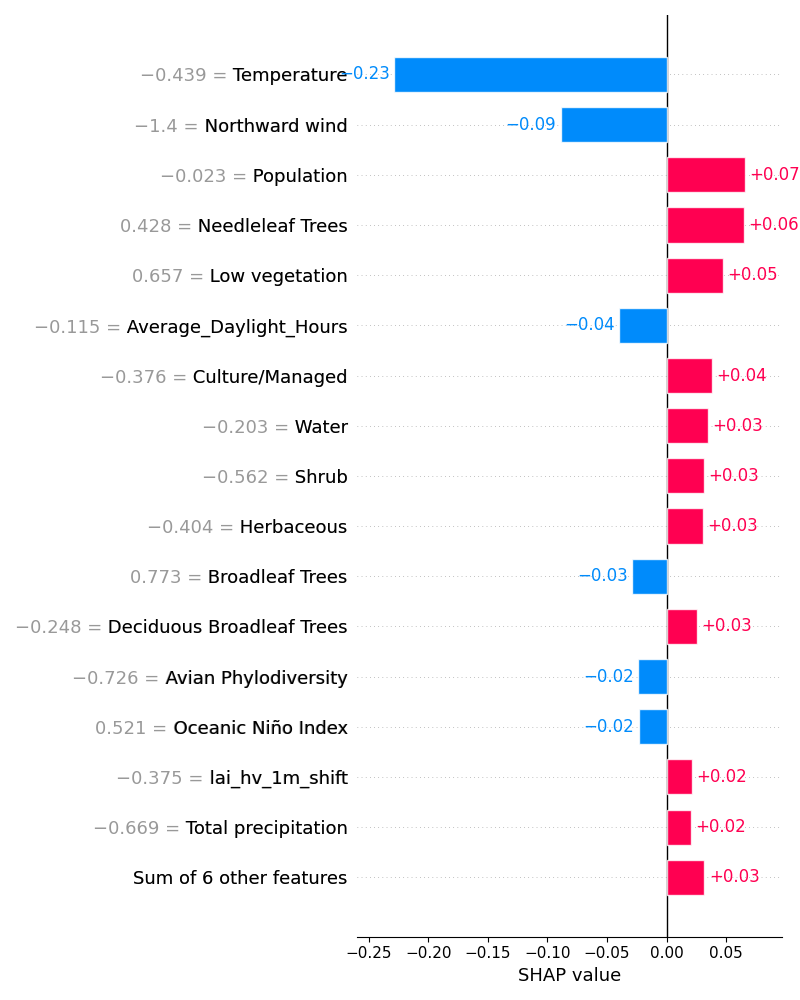 −0.439 = Temperature −0.23
−1.4 = Northward wind −0.09
−0.023 = Population +0.07
0.428 = Needleleaf Trees +0.06
0.657 = Low vegetation +0.05
−0.115 = Average_Daylight_Hours −0.04
−0.376 = Culture/Managed +0.04
−0.203 = Water +0.03
−0.562 = Shrub +0.03
−0.404 = Herbaceous +0.03
0.773 = Broadleaf Trees −0.03
−0.248 = Deciduous Broadleaf Trees +0.03
−0.726 = Avian Phylodiversity −0.02
0.521 = Oceanic Niño Index −0.02
−0.375 = lai_hv_1m_shift +0.02
−0.669 = Total precipitation +0.02
Sum of 6 other features +0.03
−0.25 −0.20 −0.15 −0.10 −0.05 0.00 0.05
SHAP value